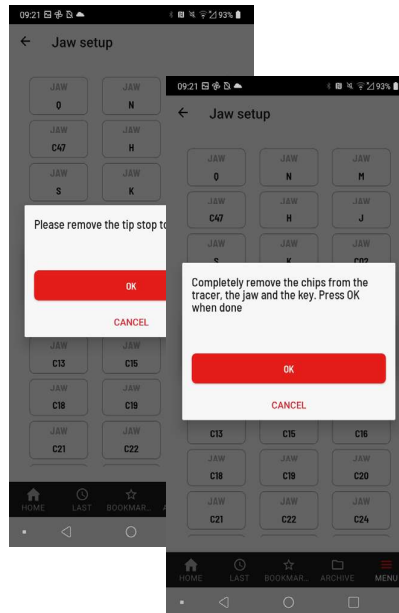 09:21
93%
Jaw setup
JAW
Q
JAW
N
JAW
C47
JAW
H
JAW
S
JAW
K
Please remove the tip stop to
OK
CANCEL
JAW
C13
JAW
C15
JAW
C18
JAW
C19
JAW
C21
JAW
C22
HOME
LAST
BOOKMAR...
09:21
93%
Jaw setup
JAW
Q
JAW
N
JAW
M
JAW
C47
JAW
H
JAW
J
JAW
S
JAW
K
JAW
C02
Completely remove the chips from the
tracer, the jaw and the key. Press OK
when done
OK
CANCEL
C13
C15
C16
JAW
C18
JAW
C19
JAW
C20
JAW
C21
JAW
C22
JAW
C24
HOME
LAST
BOOKMAR...
ARCHIVE
MENU